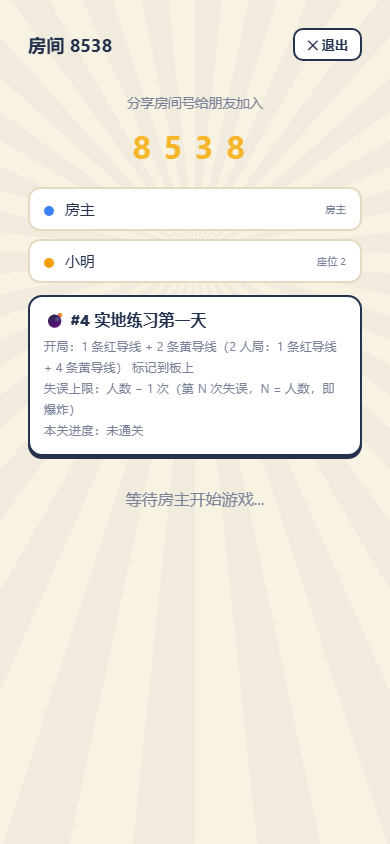 房间 8538
× 退出
分享房间号给朋友加入
8538
房主
房主
小明
座位 2
#4 实地练习第一天
开局：1 条红导线 + 2 条黄导线（2 人局：1 条红导线
+ 4 条黄导线） 标记到板上
失误上限：人数 − 1 次（第 N 次失误，N = 人数，即
爆炸）
本关进度：未通关
等待房主开始游戏...